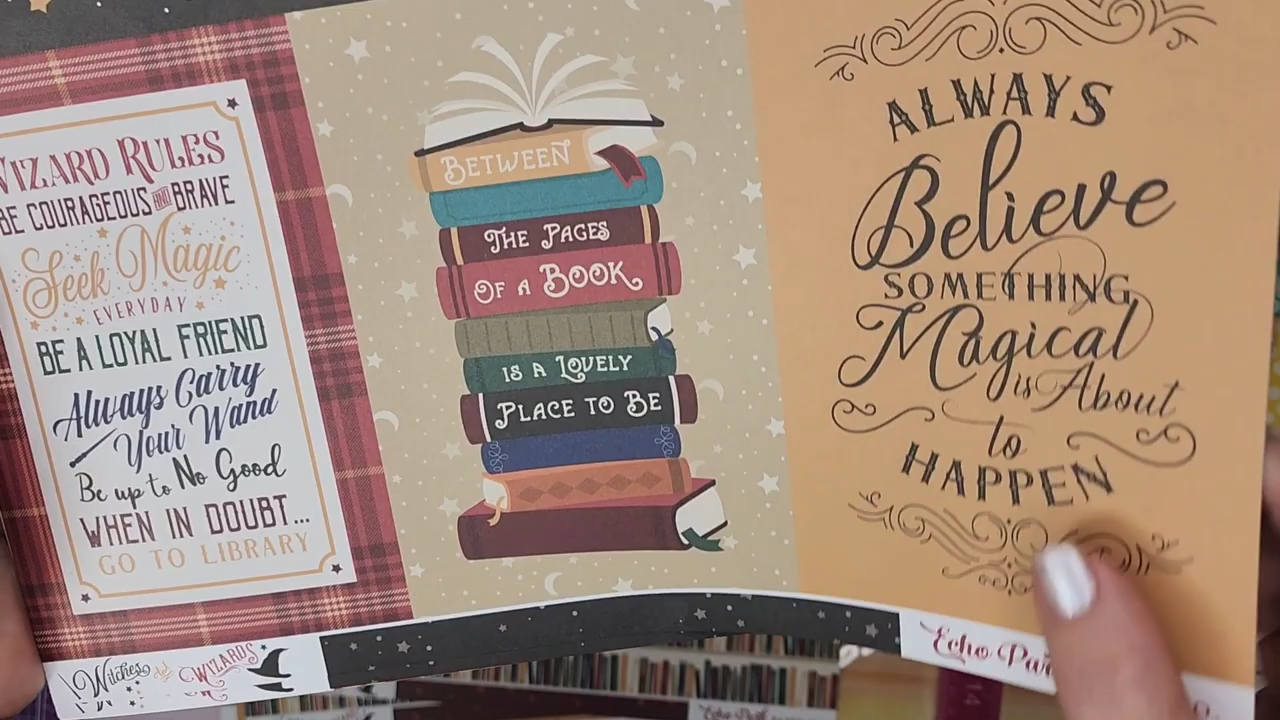 WIZARD RULES
BE COURAGEOUS AND BRAVE
Seek Magic
EVERYDAY
BE A LOYAL FRIEND
Always Carry
Your Wand
Be up to No Good
WHEN IN DOUBT...
GO TO LIBRARY
Witches and WIZARDS
BETWEEN
THE PAGES
OF A BOOK
IS A LOVELY
PLACE TO BE
ALWAYS
Believe
SOMETHING
Magical
is About
to
HAPPEN
Echo